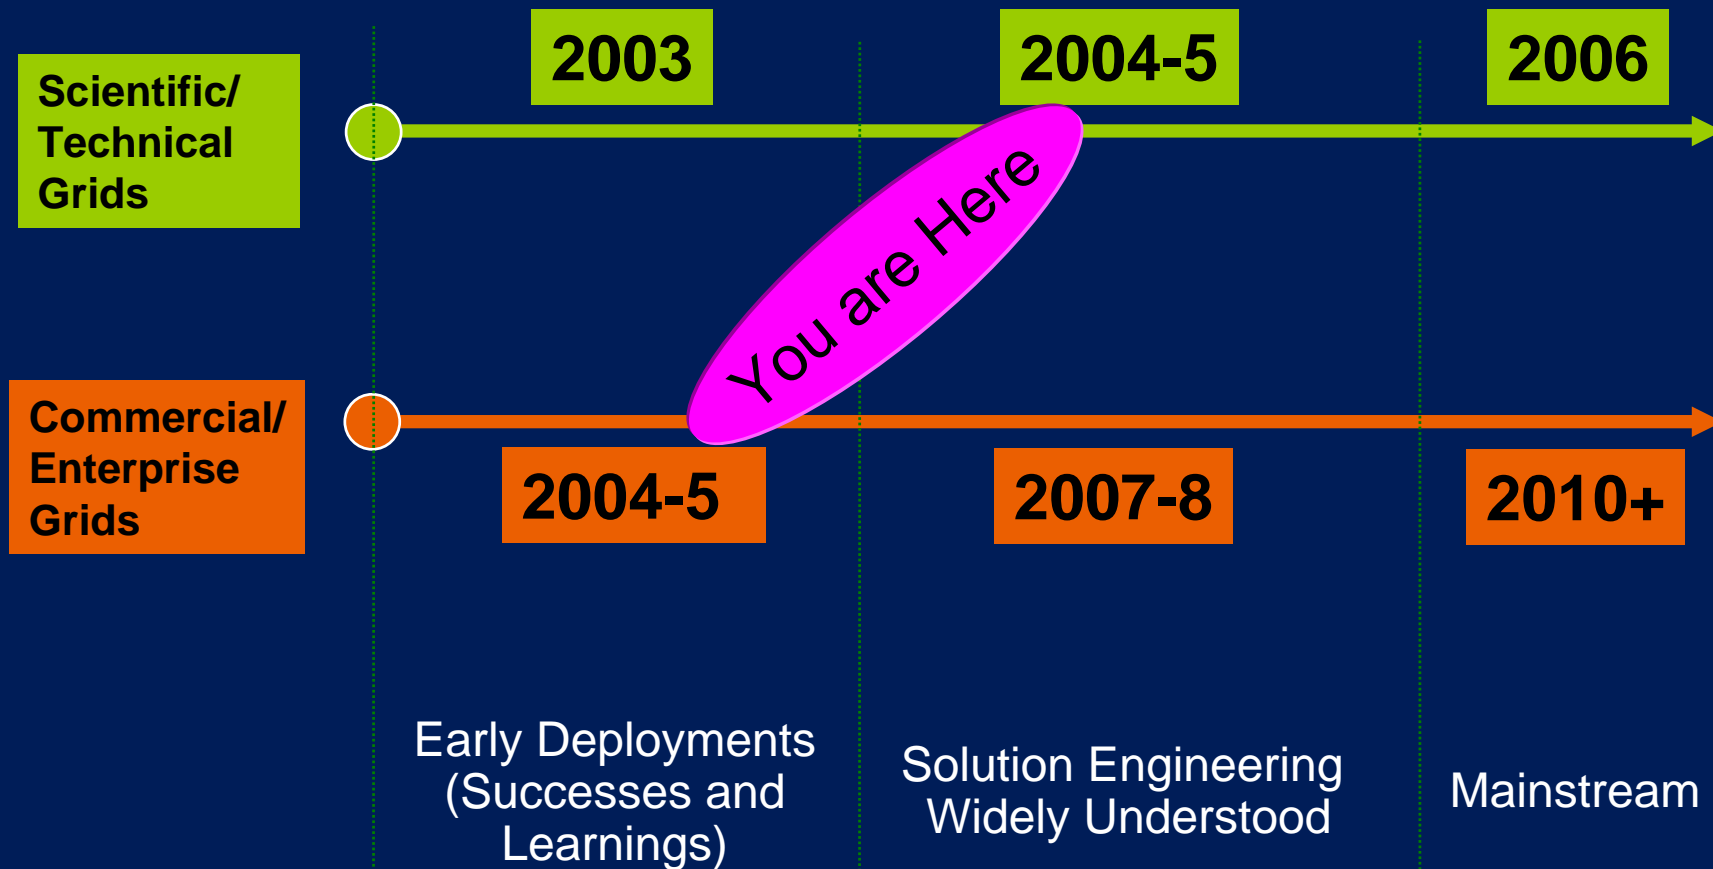 2003
2004-5
2006
Scientific/
Technical
Grids
You are Here
Commercial/
Enterprise
Grids
2004-5
2007-8
2010+
Early Deployments
(Successes and
Learnings)
Solution Engineering
Widely Understood
Mainstream